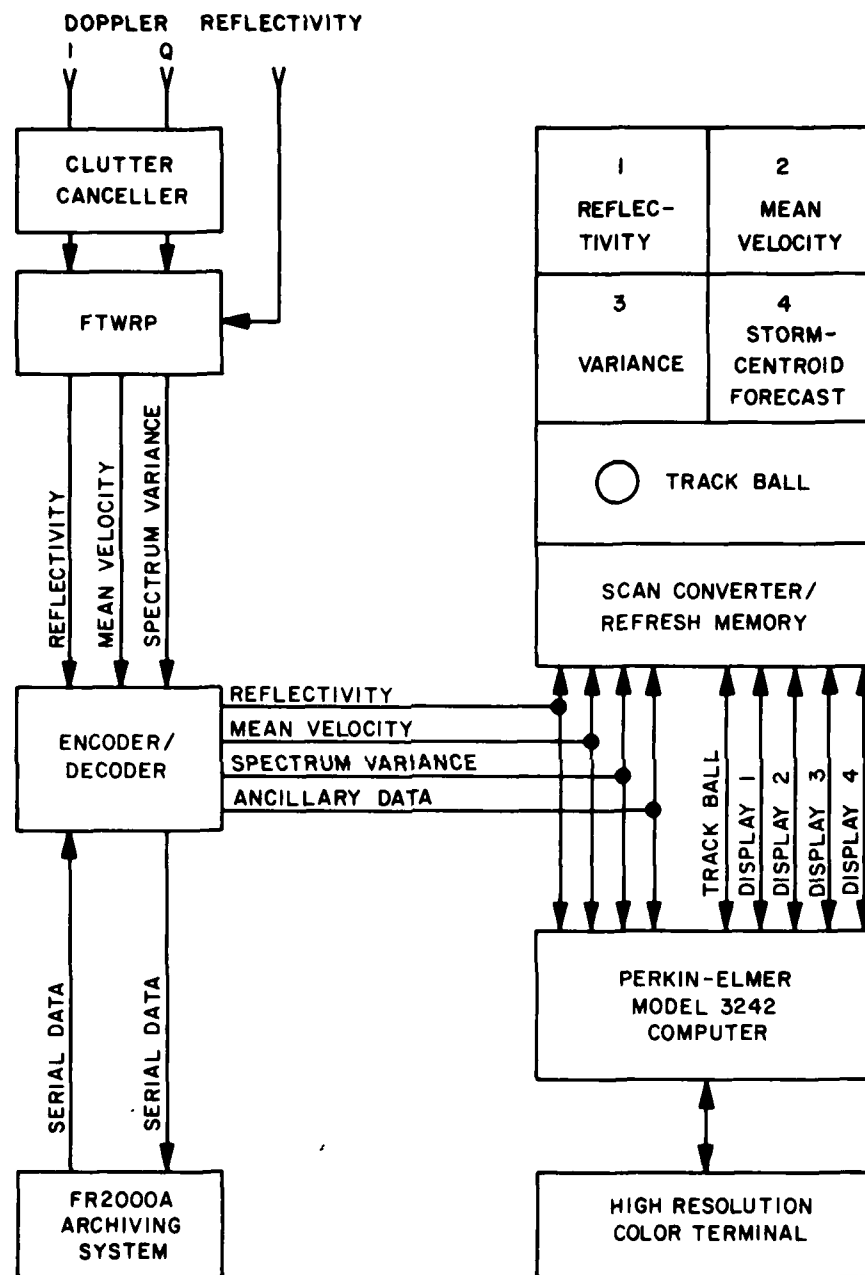 DOPPLER REFLECTIVITY
I Q
CLUTTER
CANCELLER
FTWRP
REFLECTIVITY
MEAN VELOCITY
SPECTRUM VARIANCE
ENCODER/
DECODER
REFLECTIVITY
MEAN VELOCITY
SPECTRUM VARIANCE
ANCILLARY DATA
SERIAL DATA
SERIAL DATA
FR2000A
ARCHIVING
SYSTEM
1
REFLEC-
TIVITY
2
MEAN
VELOCITY
3
VARIANCE
4
STORM-
CENTROID
FORECAST
TRACK BALL
SCAN CONVERTER/
REFRESH MEMORY
TRACK BALL
DISPLAY 1
DISPLAY 2
DISPLAY 3
DISPLAY 4
PERKIN-ELMER
MODEL 3242
COMPUTER
HIGH RESOLUTION
COLOR TERMINAL